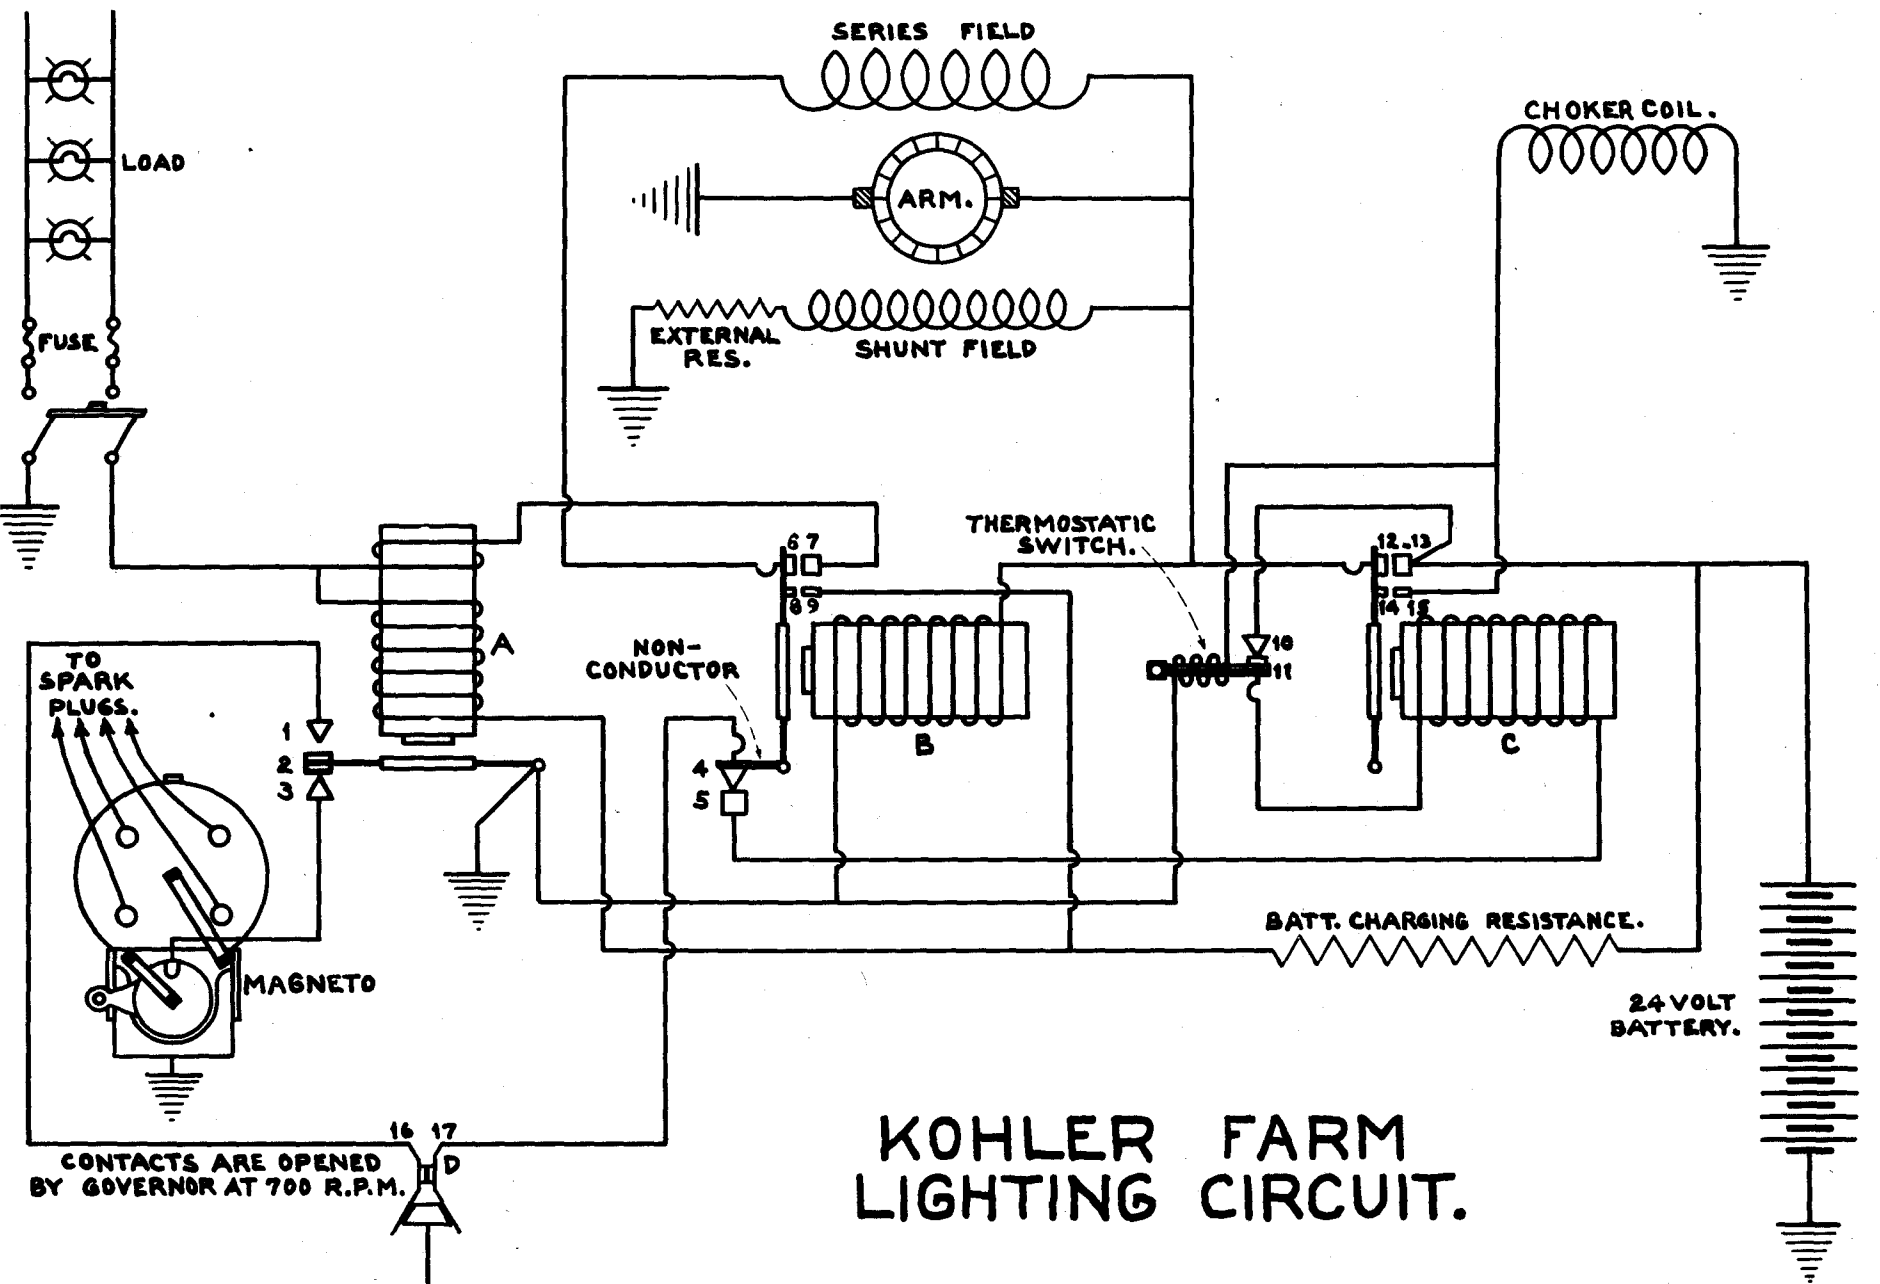 SERIES FIELD
CHOKER COIL.
LOAD
ARM.
FUSE
EXTERNAL
RES.
SHUNT FIELD
THERMOSTATIC
SWITCH.
6 7
12 13
8 9
14 15
A
NON-
CONDUCTOR
10
11
TO
SPARK
PLUGS.
1
2
3
4
5
B
C
BATT. CHARGING RESISTANCE.
MAGNETO
24 VOLT
BATTERY.
16 17
D
CONTACTS ARE OPENED
BY GOVERNOR AT 700 R.P.M.
KOHLER FARM
LIGHTING CIRCUIT.